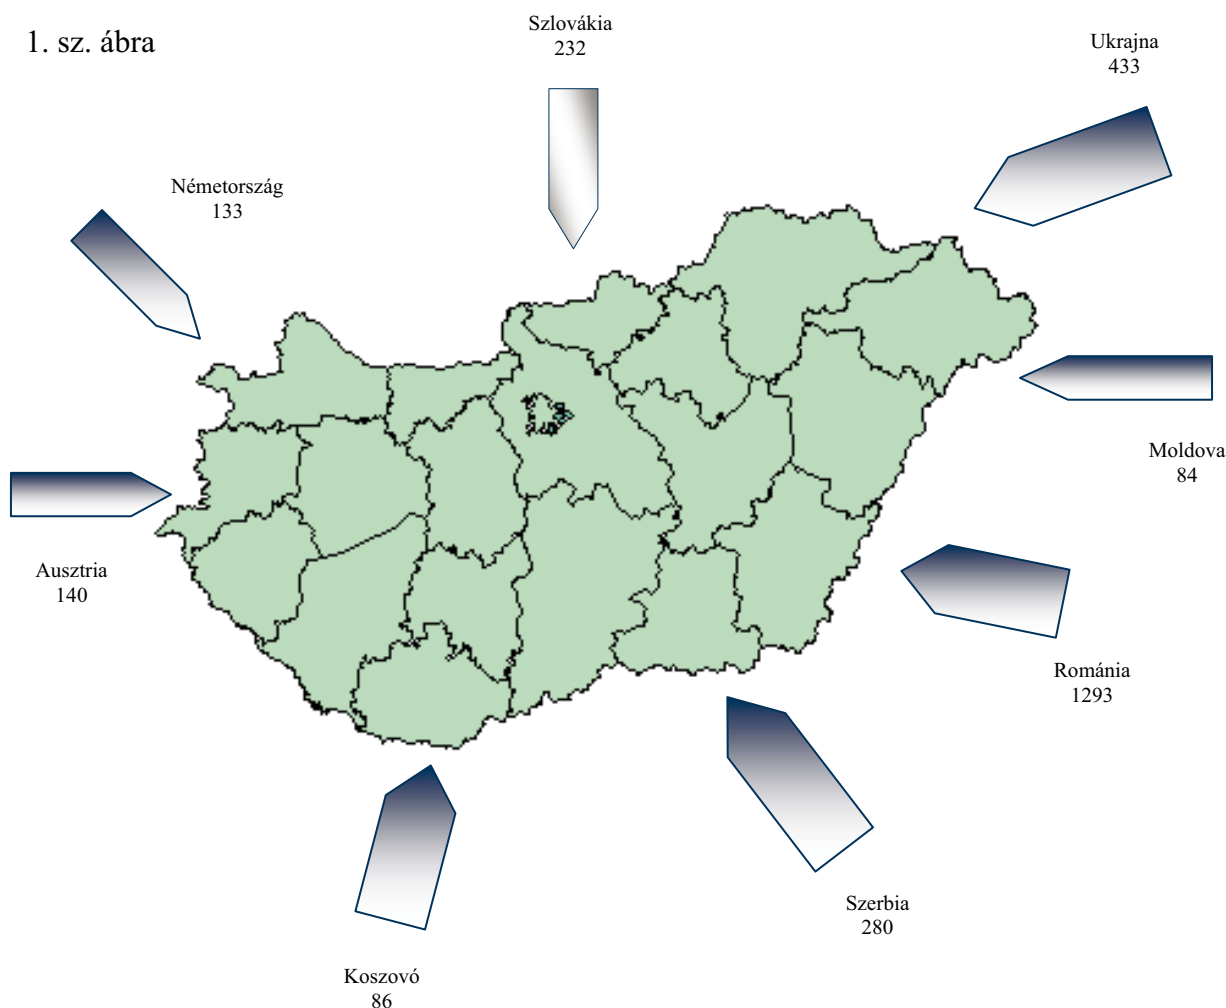 1. sz. ábra
Szlovákia
232
Ukrajna
433
Németország
133
Moldova
84
Ausztria
140
Románia
1293
Szerbia
280
Koszovó
86